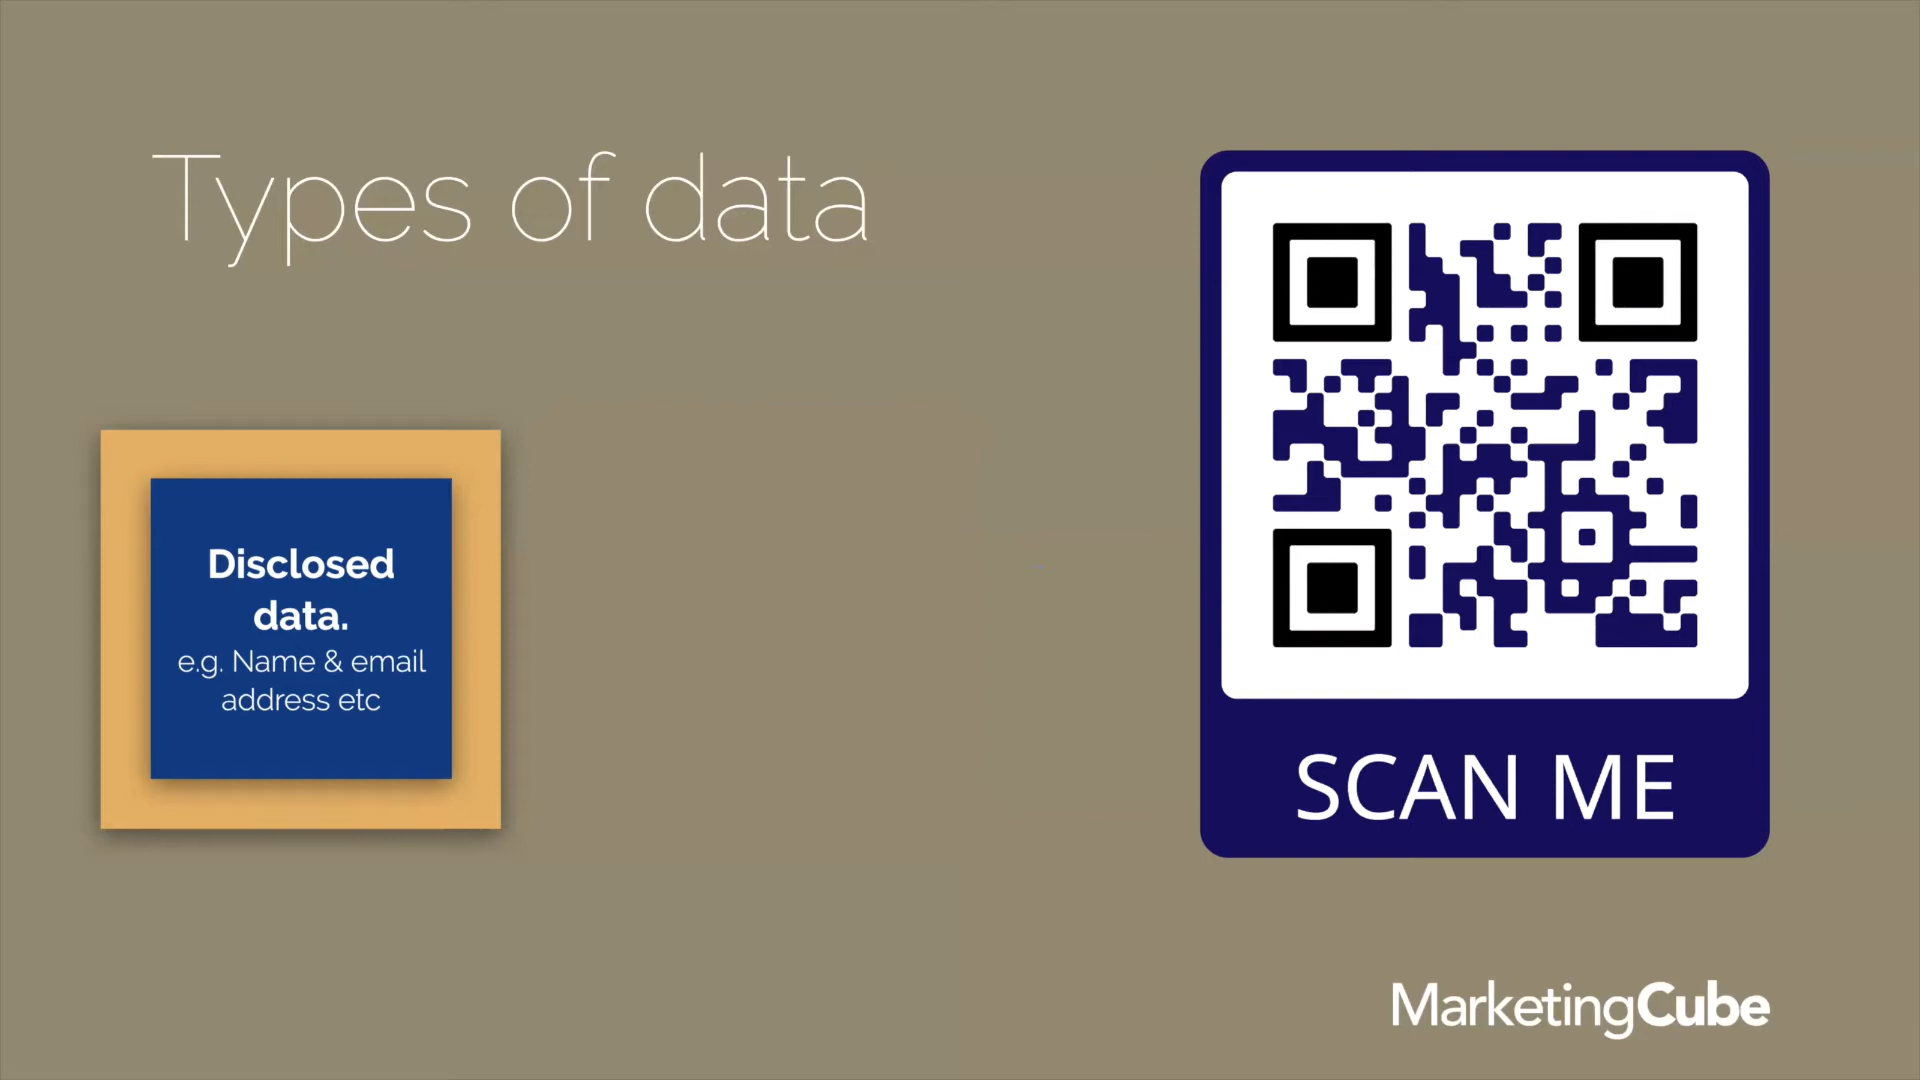 Types of data
Disclosed
data.
e.g. Name & email
address etc
SCAN ME
MarketingCube